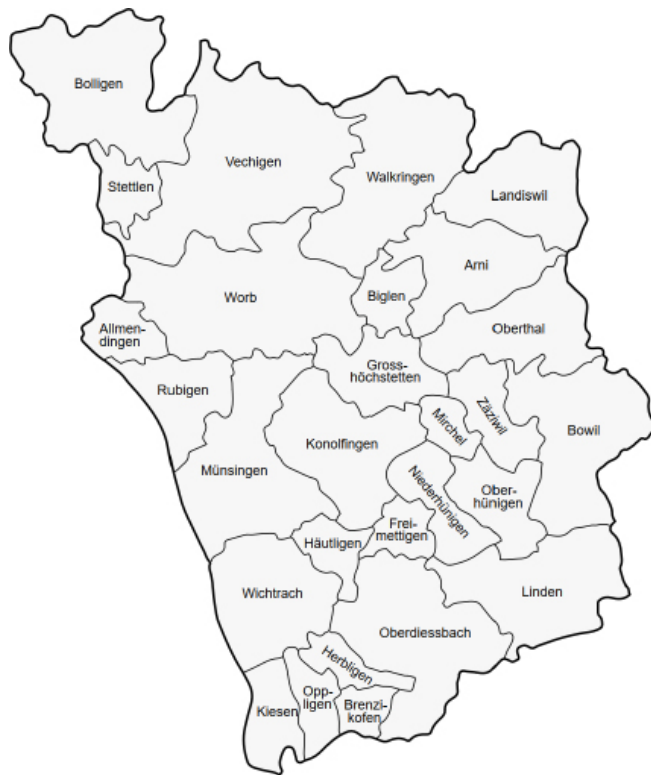 Bolligen
Vechigen
Walkringen
Stettlen
Landiswil
Arni
Worb
Biglen
Allmen-
dingen
Oberthal
Gross-
höchstetten
Rubigen
Zäziwil
Mirchel
Bowil
Konolfingen
Münsingen
Niederhünigen
Ober-
hünigen
Frei-
mettigen
Häutligen
Wichtrach
Linden
Oberdiessbach
Herbligen
Opp-
ligen
Kiesen
Brenzi-
kofen